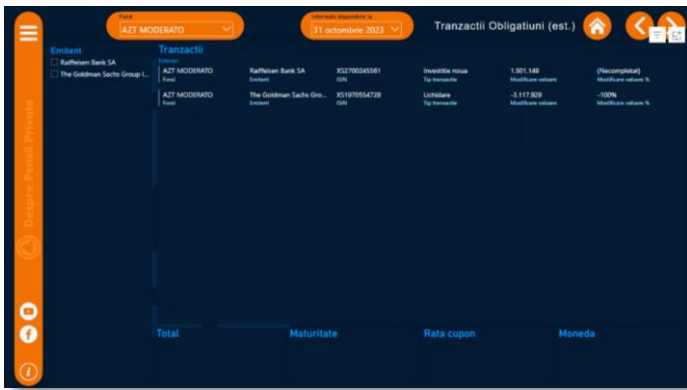 Fond
AZT MODERATO
Informatii disponibile la
31 octombrie 2023
Tranzactii Obligatiuni (est.)
Emitent
Raiffeisen Bank SA
The Goldman Sachs Group I...
Tranzactii
Estimari
AZT MODERATO Raiffeisen Bank SA XS2700245561 Investitie noua 1.501.149 (Necompletat)
Fond Emitent ISIN Tip tranzactie Modificare valoare Modificare valoare %
AZT MODERATO The Goldman Sachs Gro... XS1970554728 Lichidare -3.117.929 -100%
Fond Emitent ISIN Tip tranzactie Modificare valoare Modificare valoare %
Despre Pensii Private
Total Maturitate Rata cupon Moneda